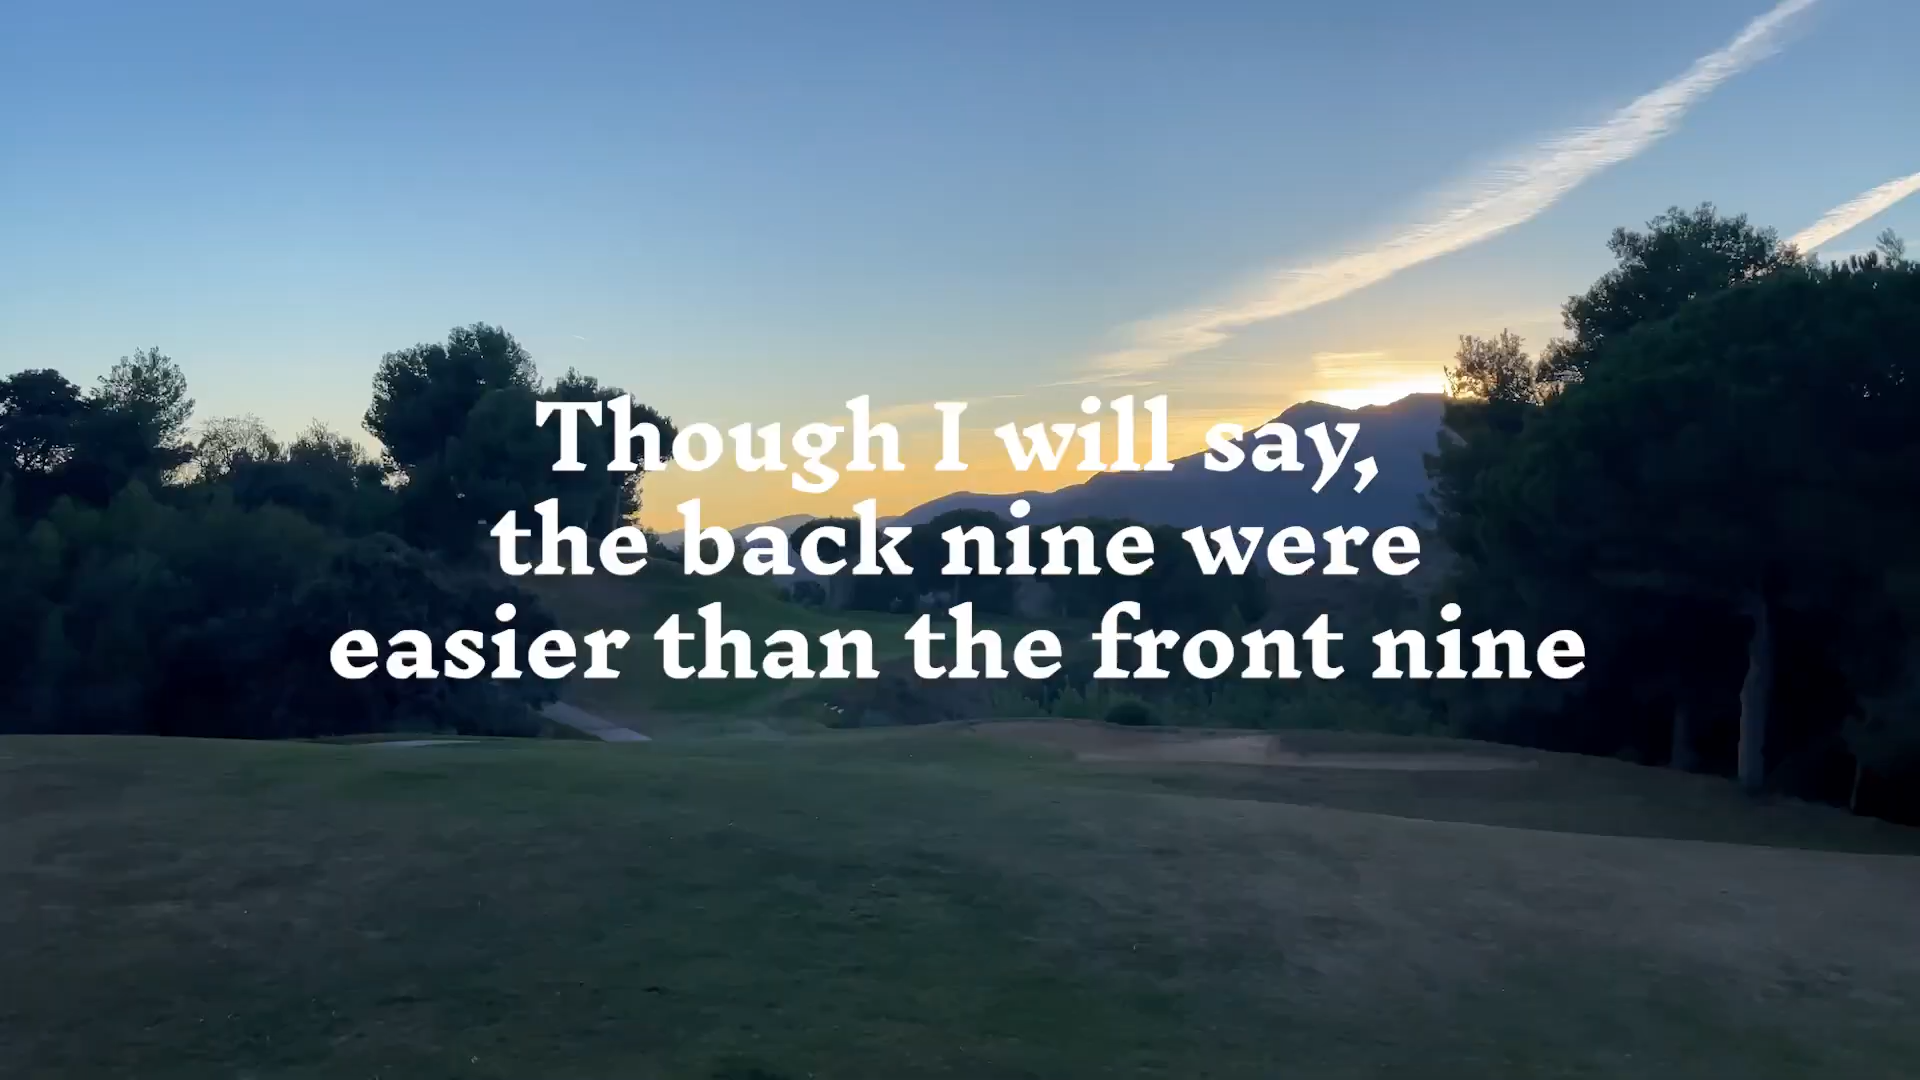 Though I will say,
the back nine were
easier than the front nine